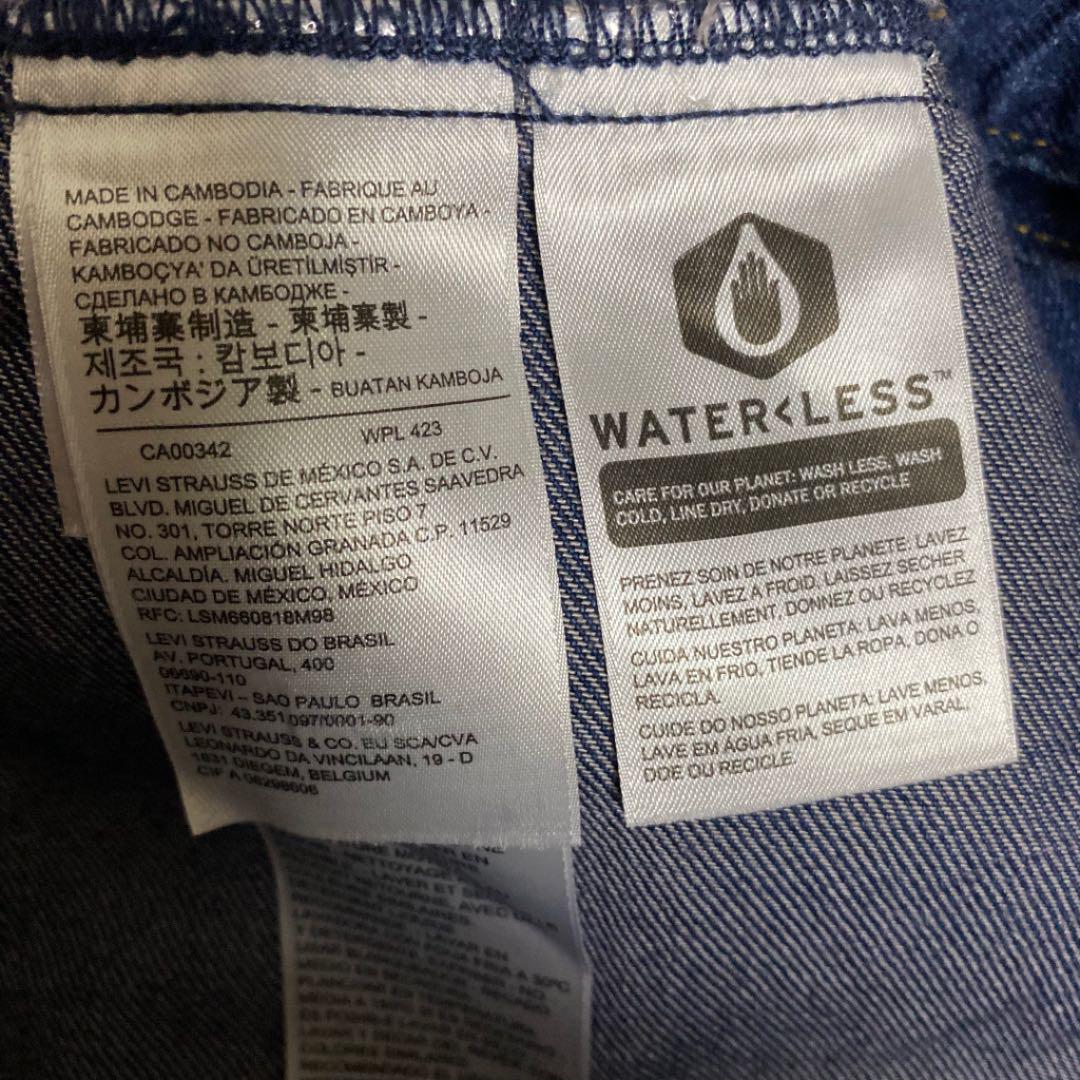 MADE IN CAMBODIA - FABRIQUE AU
CAMBODGE - FABRICADO EN CAMBOYA -
FABRICADO NO CAMBOJA -
KAMBOÇYA' DA ÜRETİLMİŞTİR -
СДЕЛАНО В КАМБОДЖЕ -
柬埔寨制造 - 柬埔寨製 -
제조국 : 캄보디아 -
カンボジア製 - BUATAN KAMBOJA
CA00342 WPL 423
LEVI STRAUSS DE MÉXICO S.A. DE C.V.
BLVD. MIGUEL DE CERVANTES SAAVEDRA
NO. 301, TORRE NORTE PISO 7
COL. AMPLIACIÓN GRANADA C.P. 11529
ALCALDÍA. MIGUEL HIDALGO
CIUDAD DE MÉXICO, MÉXICO
RFC: LSM660818M98
LEVI STRAUSS DO BRASIL
AV. PORTUGAL, 400
06690-110
ITAPEVI – SAO PAULO BRASIL
CNPJ: 43.351.097/0001-90
LEVI STRAUSS & CO. EU SCA/CVA
LEONARDO DA VINCILAAN, 19 - D
1831 DIEGEM, BELGIUM
CIF A 08298606
WATER<LESS™
CARE FOR OUR PLANET: WASH LESS, WASH
COLD, LINE DRY, DONATE OR RECYCLE
PRENEZ SOIN DE NOTRE PLANETE: LAVEZ
MOINS, LAVEZ A FROID, LAISSEZ SECHER
NATURELLEMENT, DONNEZ OU RECYCLEZ
CUIDA NUESTRO PLANETA: LAVA MENOS,
LAVA EN FRIO, TIENDE LA ROPA, DONA O
RECICLA.
CUIDE DO NOSSO PLANETA: LAVE MENOS,
LAVE EM AGUA FRIA, SEQUE EM VARAL,
DOE OU RECICLE.